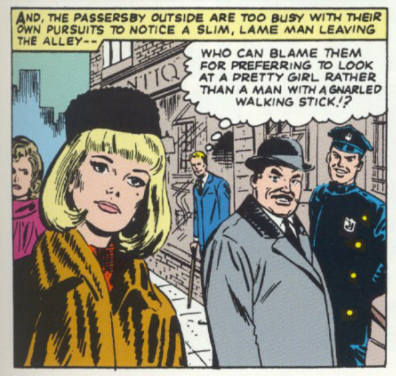 AND, THE PASSERSBY OUTSIDE ARE TOO BUSY WITH THEIR
OWN PURSUITS TO NOTICE A SLIM, LAME MAN LEAVING
THE ALLEY--
WHO CAN BLAME THEM
FOR PREFERRING TO LOOK
AT A PRETTY GIRL RATHER
THAN A MAN WITH A GNARLED
WALKING STICK!?
NTIQ